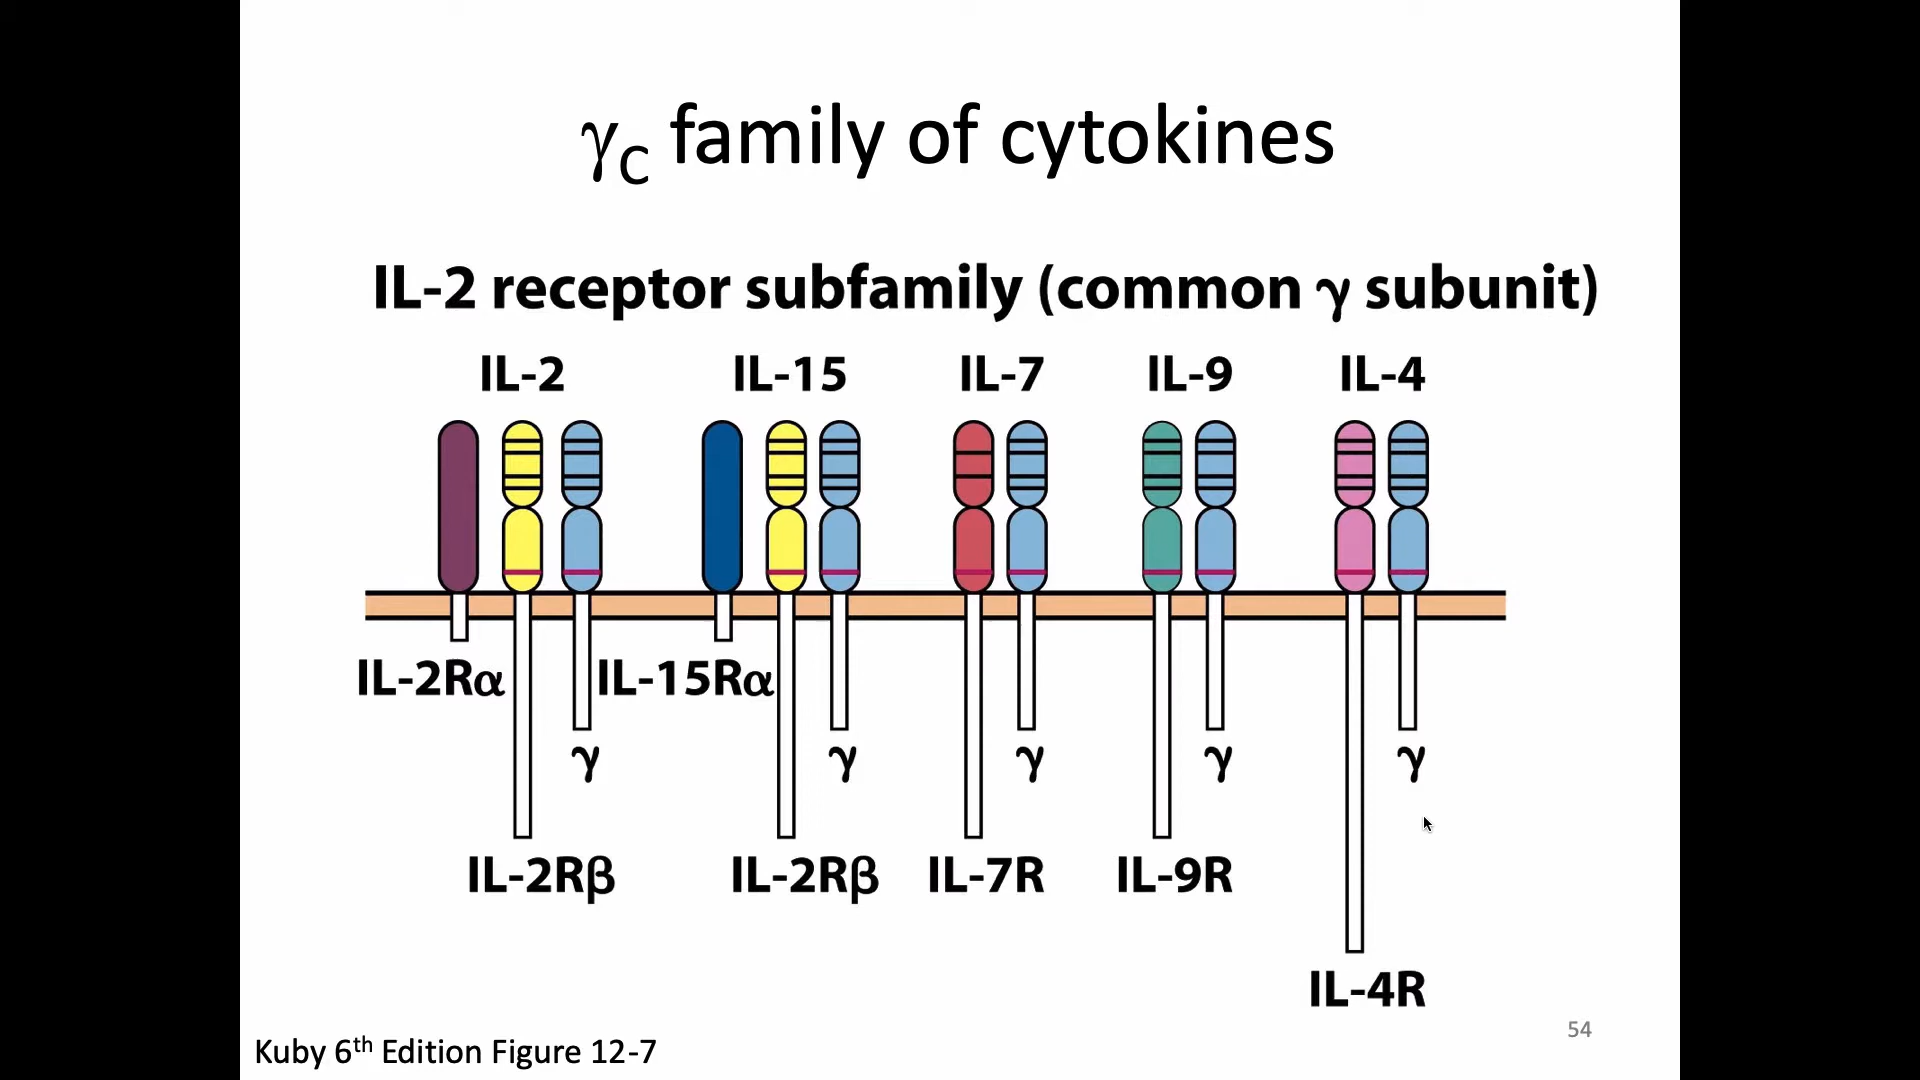 γC family of cytokines
IL-2 receptor subfamily (common γ subunit)
IL-2 IL-15 IL-7 IL-9 IL-4
IL-2Rα IL-15Rα
γ γ γ γ γ
IL-2Rβ IL-2Rβ IL-7R IL-9R
IL-4R
54
Kuby 6th Edition Figure 12-7